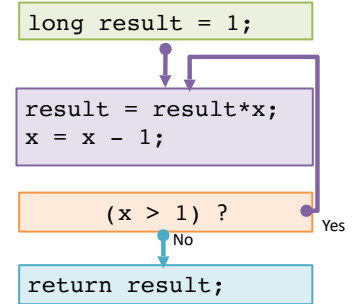 long result = 1;
result = result*x;
x = x – 1;
(x > 1) ?
Yes
No
return result;